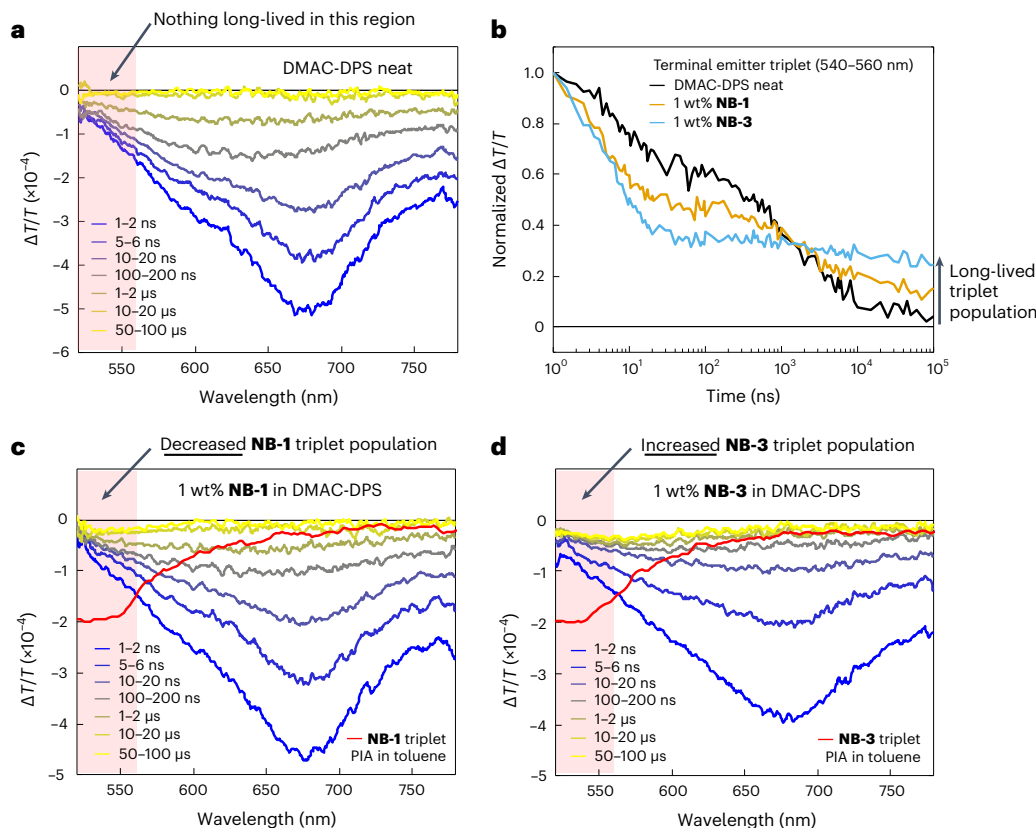 a
Nothing long-lived in this region
DMAC-DPS neat
0
−1
−2
−3
−4
−5
−6
ΔT/T (×10⁻⁴)
1–2 ns
5–6 ns
10–20 ns
100–200 ns
1–2 µs
10–20 µs
50–100 µs
550
600
650
700
750
Wavelength (nm)
b
Terminal emitter triplet (540–560 nm)
DMAC-DPS neat
1 wt% NB-1
1 wt% NB-3
1.0
0.8
0.6
0.4
0.2
0
Normalized ΔT/T
10⁰
10¹
10²
10³
10⁴
10⁵
Time (ns)
Long-lived
triplet
population
c
Decreased NB-1 triplet population
1 wt% NB-1 in DMAC-DPS
0
−1
−2
−3
−4
−5
ΔT/T (×10⁻⁴)
1–2 ns
5–6 ns
10–20 ns
100–200 ns
1–2 µs
10–20 µs
50–100 µs
NB-1 triplet
PIA in toluene
550
600
650
700
750
Wavelength (nm)
d
Increased NB-3 triplet population
1 wt% NB-3 in DMAC-DPS
0
−1
−2
−3
−4
−5
ΔT/T (×10⁻⁴)
1–2 ns
5–6 ns
10–20 ns
100–200 ns
1–2 µs
10–20 µs
50–100 µs
NB-3 triplet
PIA in toluene
550
600
650
700
750
Wavelength (nm)